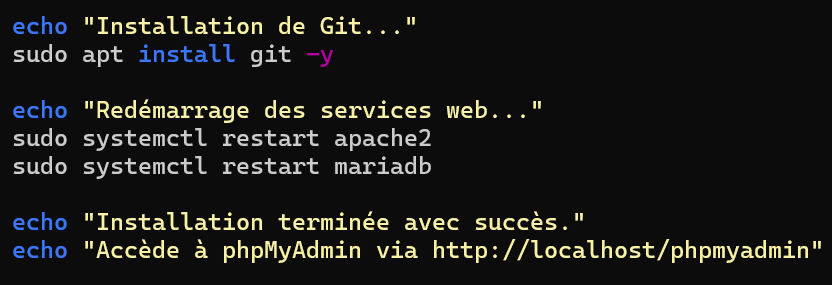 echo "Installation de Git..."
sudo apt install git -y
echo "Redémarrage des services web..."
sudo systemctl restart apache2
sudo systemctl restart mariadb
echo "Installation terminée avec succès."
echo "Accède à phpMyAdmin via http://localhost/phpmyadmin"